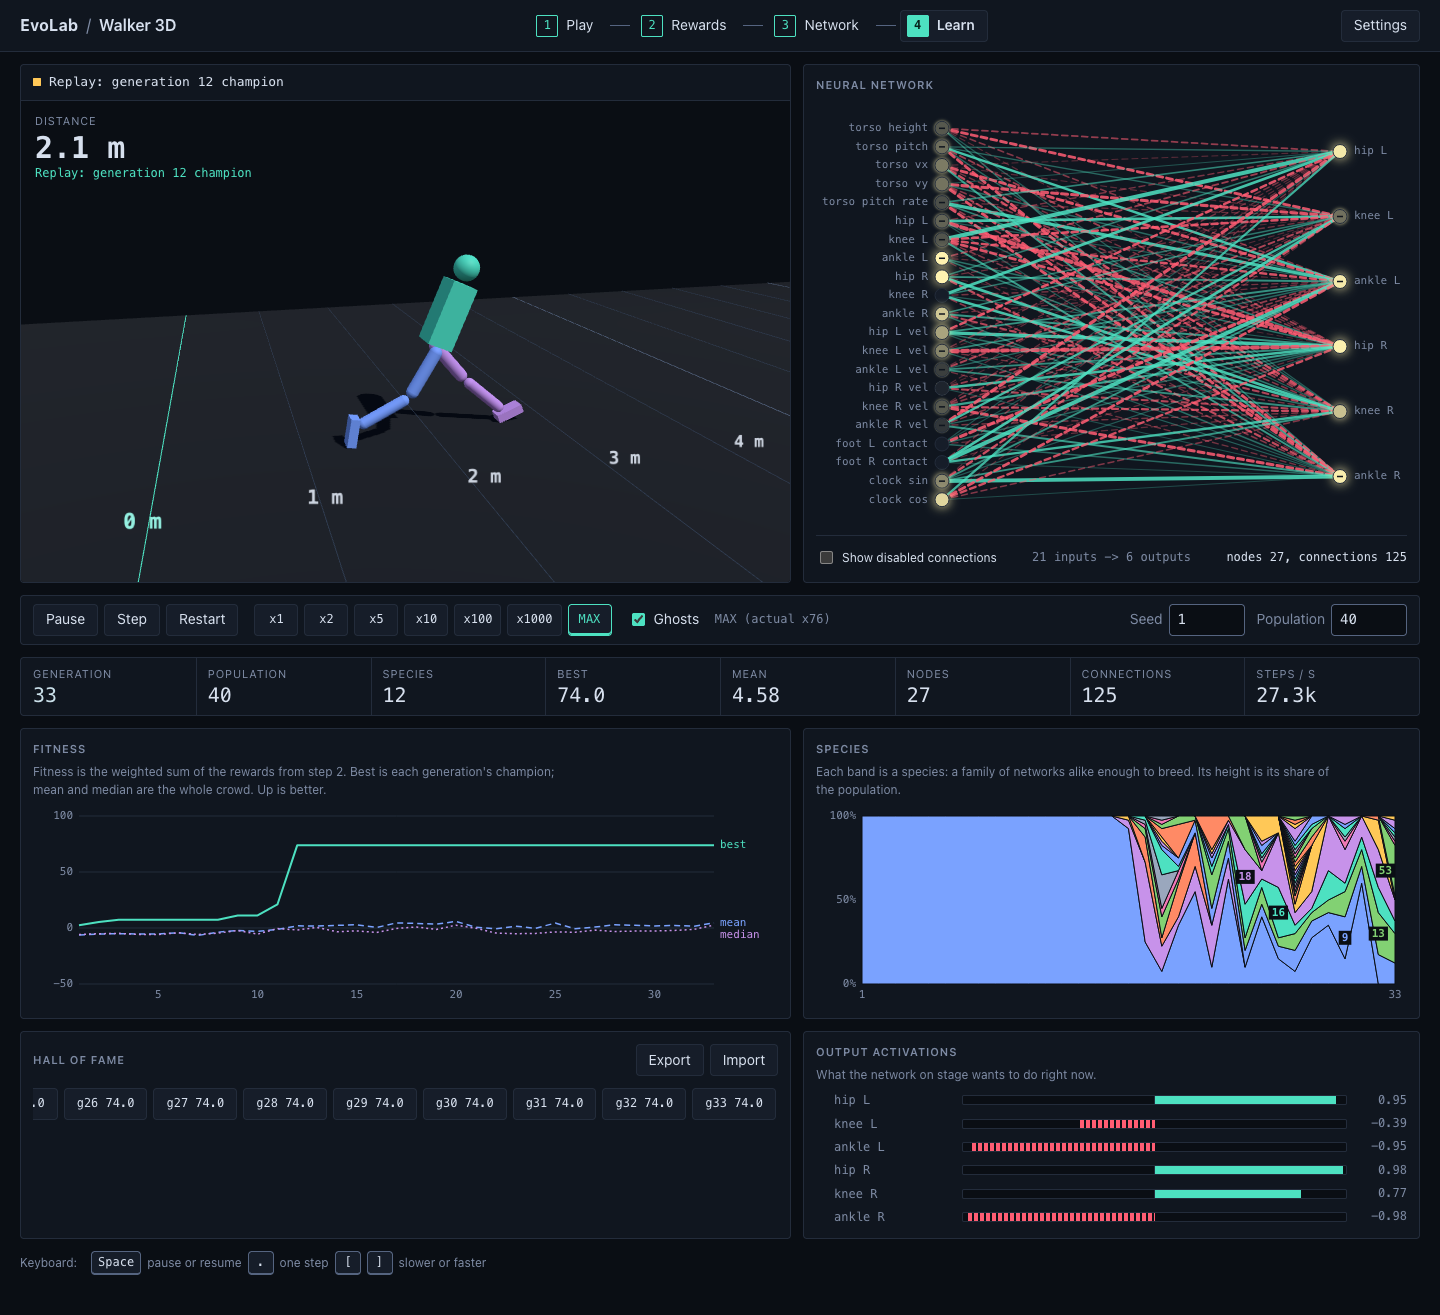 EvoLab / Walker 3D
1 Play
2 Rewards
3 Network
4 Learn
Settings
Replay: generation 12 champion
DISTANCE
2.1 m
Replay: generation 12 champion
0 m
1 m
2 m
3 m
4 m
NEURAL NETWORK
torso height
torso pitch
torso vx
torso vy
torso pitch rate
hip L
knee L
ankle L
hip R
knee R
ankle R
hip L vel
knee L vel
ankle L vel
hip R vel
knee R vel
ankle R vel
foot L contact
foot R contact
clock sin
clock cos
hip L
knee L
ankle L
hip R
knee R
ankle R
Show disabled connections
21 inputs -> 6 outputs
nodes 27, connections 125
Pause
Step
Restart
x1
x2
x5
x10
x100
x1000
MAX
Ghosts
MAX (actual x76)
Seed 1
Population 40
GENERATION
33
POPULATION
40
SPECIES
12
BEST
74.0
MEAN
4.58
NODES
27
CONNECTIONS
125
STEPS / S
27.3k
FITNESS
Fitness is the weighted sum of the rewards from step 2. Best is each generation's champion;
mean and median are the whole crowd. Up is better.
100
50
0
−50
5
10
15
20
25
30
best
mean
median
SPECIES
Each band is a species: a family of networks alike enough to breed. Its height is its share of
the population.
100%
50%
0%
1
33
18
16
9
53
13
HALL OF FAME
Export
Import
.0
g26 74.0
g27 74.0
g28 74.0
g29 74.0
g30 74.0
g31 74.0
g32 74.0
g33 74.0
OUTPUT ACTIVATIONS
What the network on stage wants to do right now.
hip L 0.95
knee L −0.39
ankle L −0.95
hip R 0.98
knee R 0.77
ankle R −0.98
Keyboard: Space pause or resume . one step [ ] slower or faster